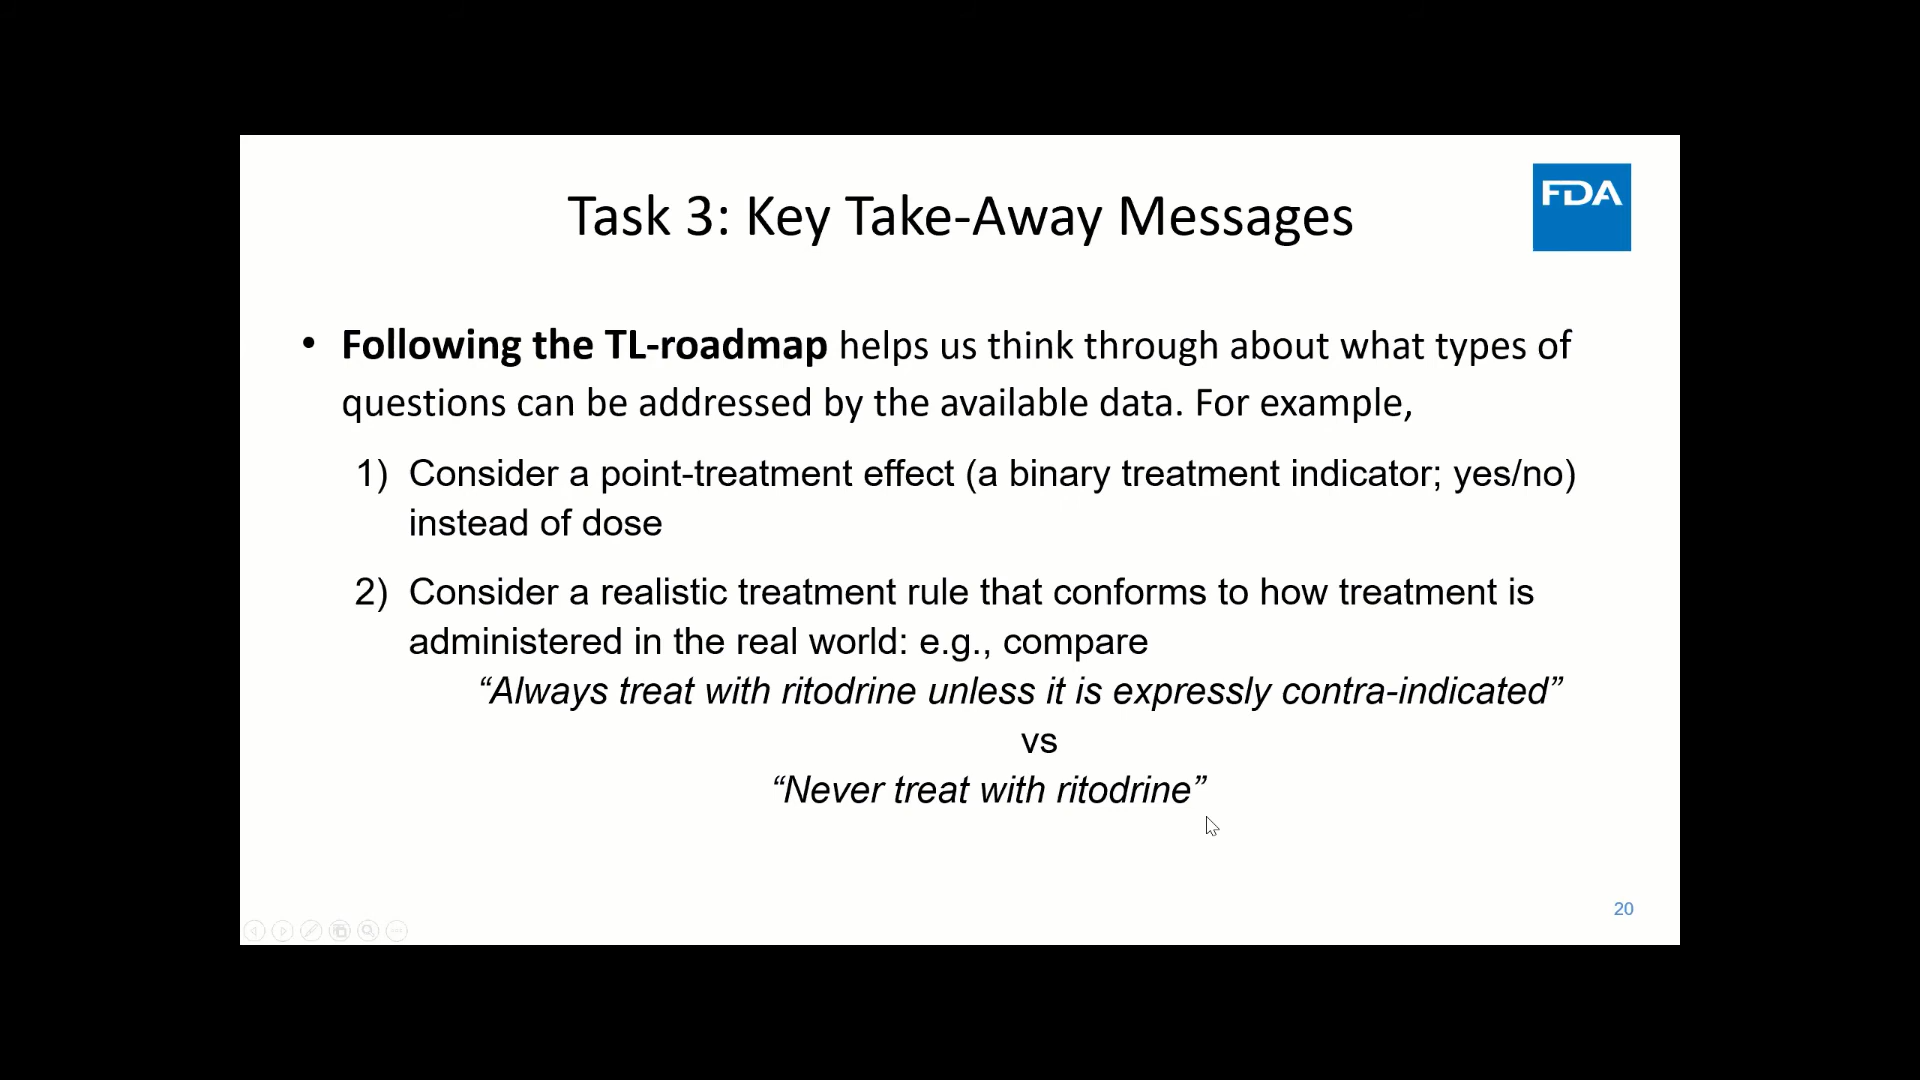 Task 3: Key Take-Away Messages
FDA
• Following the TL-roadmap helps us think through about what types of
questions can be addressed by the available data. For example,
1) Consider a point-treatment effect (a binary treatment indicator; yes/no)
instead of dose
2) Consider a realistic treatment rule that conforms to how treatment is
administered in the real world: e.g., compare
“Always treat with ritodrine unless it is expressly contra-indicated”
vs
“Never treat with ritodrine”
20